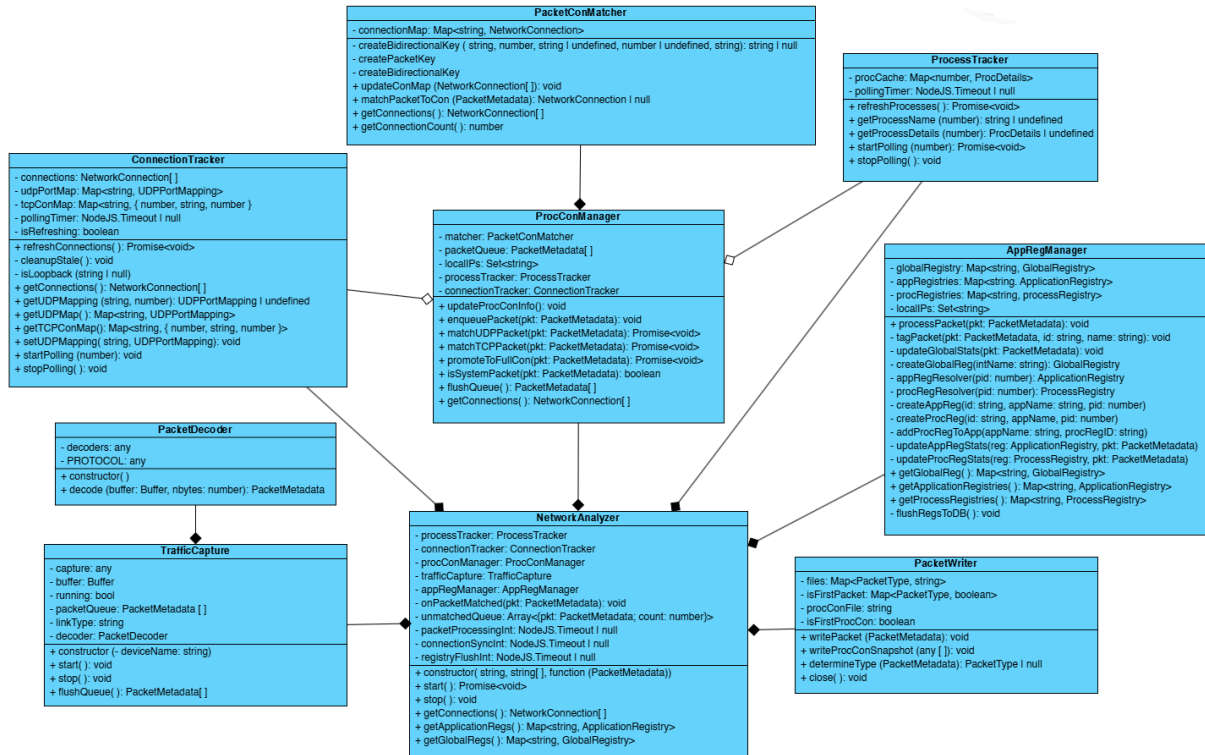 PacketConMatcher
- connectionMap: Map<string, NetworkConnection>
- createBidirectionalKey ( string, number, string | undefined, number | undefined, string): string | null
- createPacketKey
- createBidirectionalKey
+ updateConMap (NetworkConnection[ ]): void
+ matchPacketToCon (PacketMetadata): NetworkConnection | null
+ getConnections( ): NetworkConnection[ ]
+ getConnectionCount( ): number
ProcessTracker
- procCache: Map<number, ProcDetails>
- pollingTimer: NodeJS.Timeout | null
+ refreshProcesses( ): Promise<void>
+ getProcessName (number): string | undefined
+ getProcessDetails (number): ProcDetails | undefined
+ startPolling (number): Promise<void>
+ stopPolling( ): void
ConnectionTracker
- connections: NetworkConnection[ ]
- udpPortMap: Map<string, UDPPortMapping>
- tcpConMap: Map<string, { number, string, number }
- pollingTimer: NodeJS.Timeout | null
- isRefreshing: boolean
+ refreshConnections( ): Promise<void>
- cleanupStale( ): void
- isLoopback (string | null)
+ getConnections( ): NetworkConnection[ ]
+ getUDPMapping (string, number): UDPPortMapping | undefined
+ getUDPMap( ): Map<string, UDPPortMapping>
+ getTCPConMap(): Map<string, { number, string, number }>
+ setUDPMapping( string, UDPPortMapping): void
+ startPolling (number): void
+ stopPolling( ): void
ProcConManager
- matcher: PacketConMatcher
- packetQueue: PacketMetadata[ ]
- localIPs: Set<string>
- processTracker: ProcessTracker
- connectionTracker: ConnectionTracker
+ updateProcConInfo(): void
+ enqueuePacket(pkt: PacketMetadata): void
+ matchUDPPacket(pkt: PacketMetadata): Promise<void>
+ matchTCPPacket(pkt: PacketMetadata): Promise<void>
+ promoteToFullCon(pkt: PacketMetadata): Promise<void>
+ isSystemPacket(pkt: PacketMetadata): boolean
+ flushQueue( ): PacketMetadata[ ]
+ getConnections( ): NetworkConnection[ ]
AppRegManager
- globalRegistry: Map<string, GlobalRegistry>
- appRegistries: Map<string. ApplicationRegistry>
- procRegistries: Map<string, processRegistry>
- localIPs: Set<string>
+ processPacket(pkt: PacketMetadata): void
- tagPacket(pkt: PacketMetadata, id: string, name: string): void
- updateGlobalStats(pkt: PacketMetadata): void
- createGlobalReg(intName: string): GlobalRegistry
- appRegResolver(pid: number): ApplicationRegistry
- procRegResolver(pid: number): ProcessRegistry
- createAppReg(id: string, appName: string, pid: number)
- createProcReg(id: string, appName, pid: number)
- addProcRegToApp(appName: string, procRegID: string)
- updateAppRegStats(reg: ApplicationRegistry, pkt: PacketMetadata)
- updateProcRegStats(reg: ProcessRegistry, pkt: PacketMetadata)
+ getGlobalReg( ): Map<string, GlobalRegistry>
+ getApplicationRegistries( ): Map<string, ApplicationRegistry>
+ getProcessRegistries( ): Map<string, ProcessRegistry>
- flushRegsToDB( ): void
PacketDecoder
- decoders: any
- PROTOCOL: any
+ constructor( )
+ decode (buffer: Buffer, nbytes: number): PacketMetadata
TrafficCapture
- capture: any
- buffer: Buffer
- running: bool
- packetQueue: PacketMetadata [ ]
- linkType: string
- decoder: PacketDecoder
+ constructor (- deviceName: string)
+ start( ): void
+ stop( ): void
+ flushQueue( ): PacketMetadata[ ]
NetworkAnalyzer
- processTracker: ProcessTracker
- connectionTracker: ConnectionTracker
- procConManager: ProcConManager
- trafficCapture: TrafficCapture
- appRegManager: AppRegManager
- onPacketMatched(pkt: PacketMetadata): void
- unmatchedQueue: Array<{pkt: PacketMetadata; count: number)}>
- packetProcessingInt: NodeJS.Timeout | null
- connectionSyncInt: NodeJS.Timeout | null
- registryFlushInt: NodeJS.Timeout | null
+ constructor( string, string[ ], function (PacketMetadata))
+ start( ): Promise<void>
+ stop( ): void
+ getConnections( ): NetworkConnection[ ]
+ getApplicationRegs( ): Map<string, ApplicationRegistry>
+ getGlobalRegs( ): Map<string, GlobalRegistry>
PacketWriter
- files: Map<PacketType, string>
- isFirstPacket: Map<PacketType, boolean>
- procConFile: string
- isFirstProcCon: boolean
+ writePacket (PacketMetadata): void
+ writeProcConSnapshot (any [ ]): void
+ determineType (PacketMetadata): PacketType | null
+ close( ): void